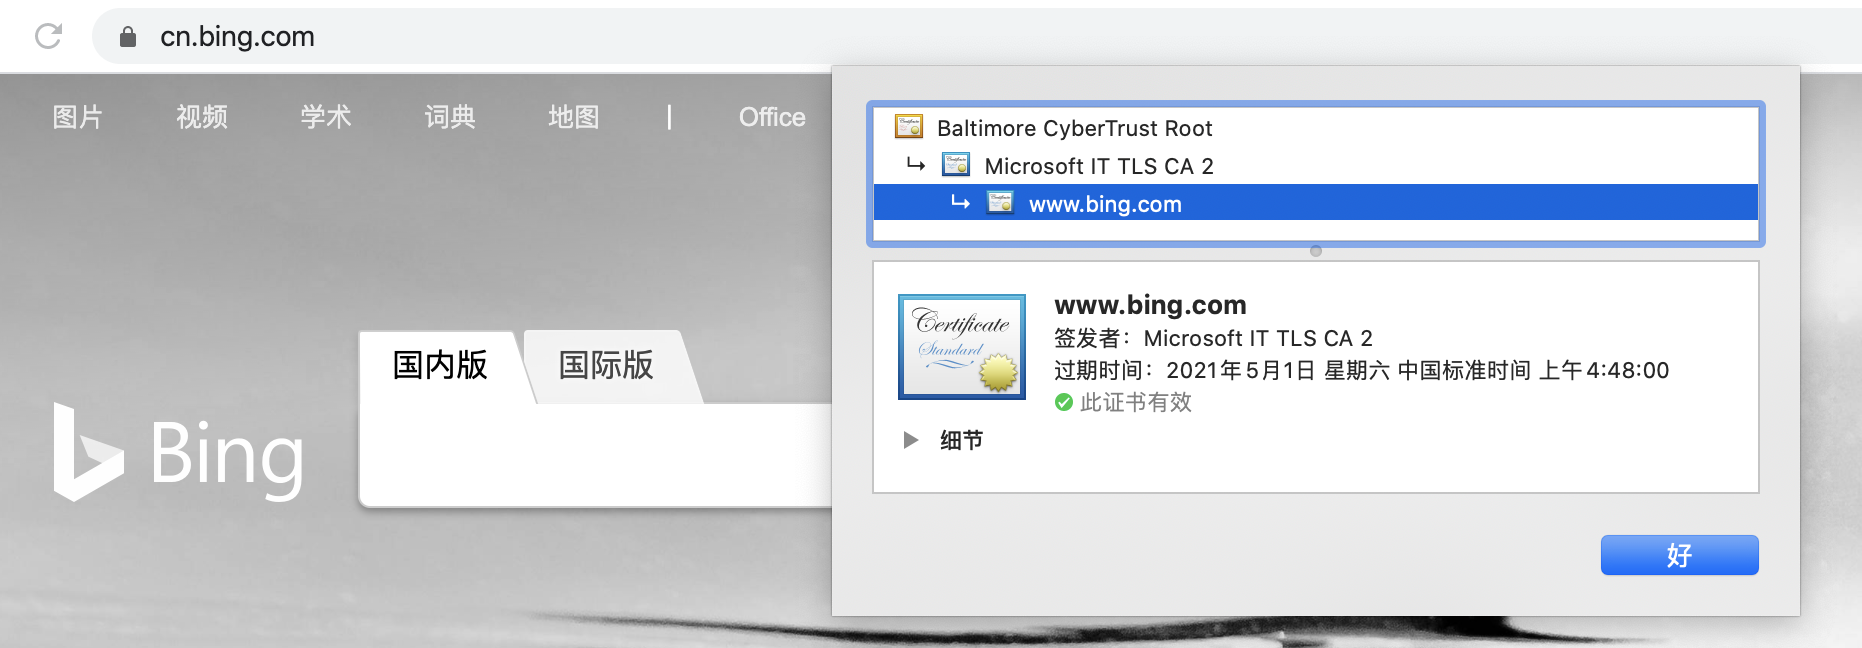 cn.bing.com
图片 视频 学术 词典 地图 | Office
Baltimore CyberTrust Root
Microsoft IT TLS CA 2
www.bing.com
Certificate
Standard
www.bing.com
签发者：Microsoft IT TLS CA 2
过期时间：2021年5月1日 星期六 中国标准时间 上午4:48:00
此证书有效
细节
国内版 国际版
Bing
好